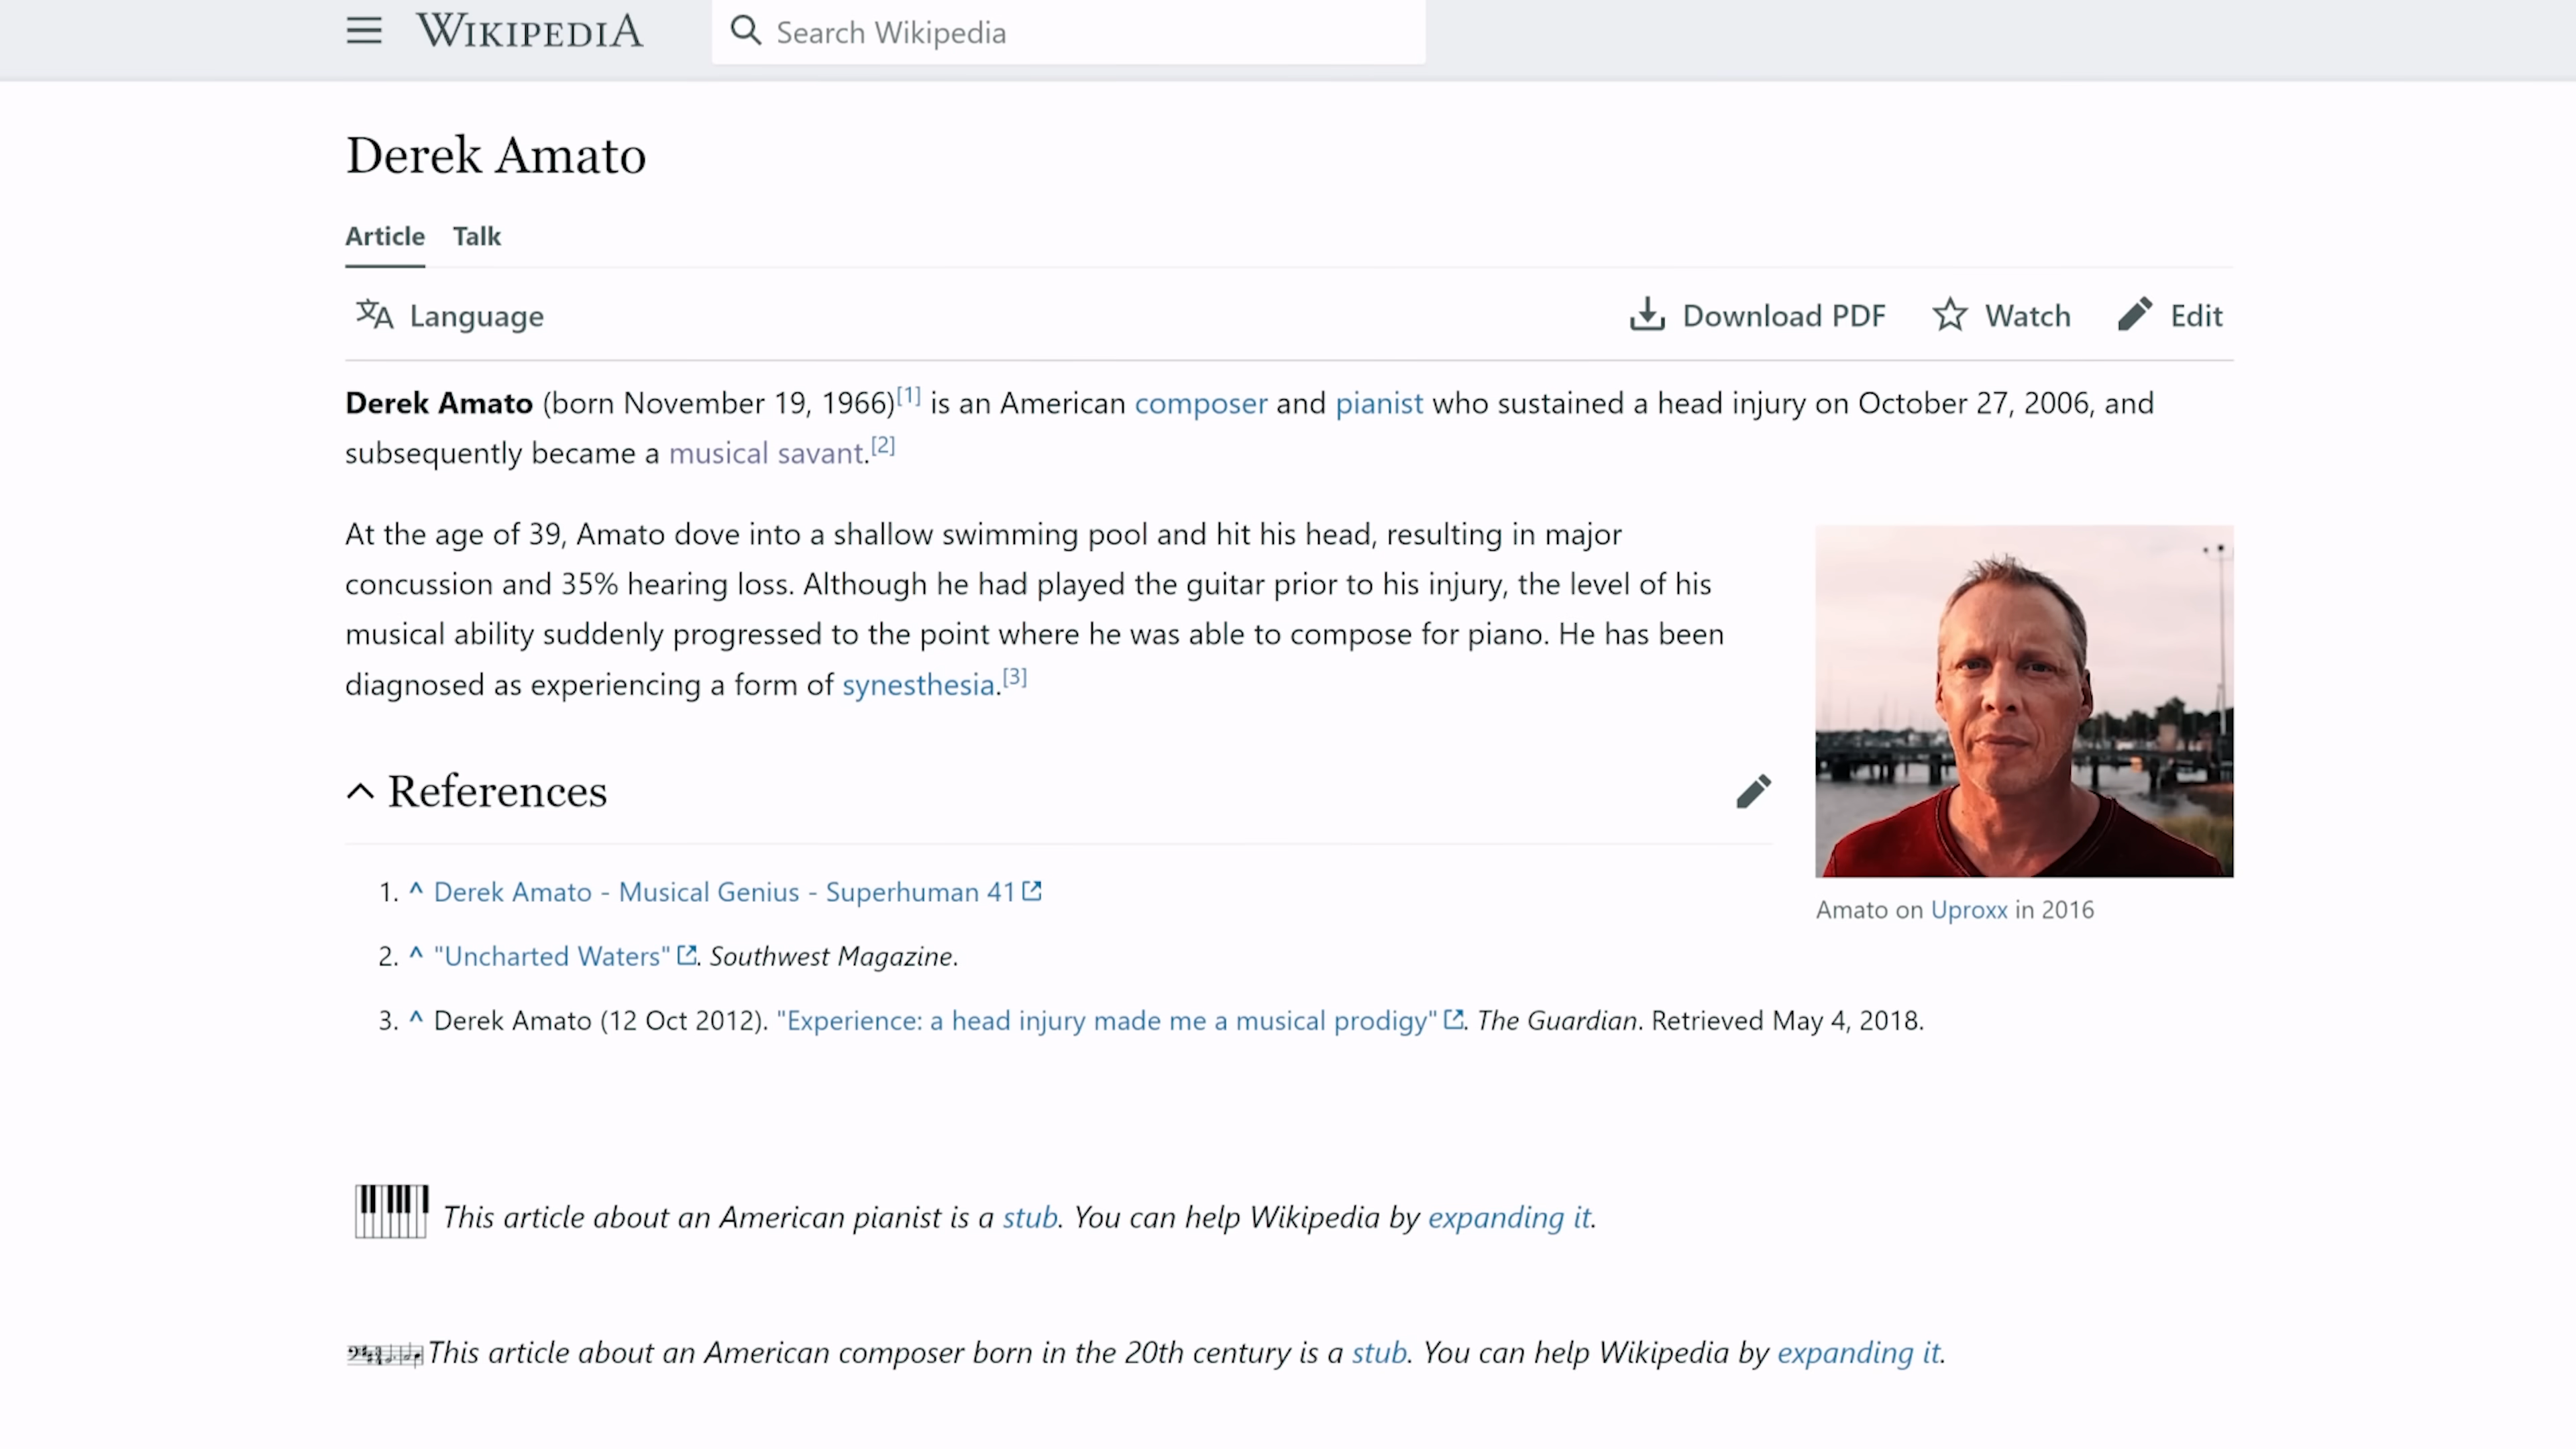 WIKIPEDIA
Search Wikipedia
Derek Amato
Article Talk
Language
Download PDF Watch Edit
Derek Amato (born November 19, 1966)[1] is an American composer and pianist who sustained a head injury on October 27, 2006, and
subsequently became a musical savant.[2]
At the age of 39, Amato dove into a shallow swimming pool and hit his head, resulting in major
concussion and 35% hearing loss. Although he had played the guitar prior to his injury, the level of his
musical ability suddenly progressed to the point where he was able to compose for piano. He has been
diagnosed as experiencing a form of synesthesia.[3]
Amato on Uproxx in 2016
References
1. ^ Derek Amato - Musical Genius - Superhuman 41
2. ^ "Uncharted Waters". Southwest Magazine.
3. ^ Derek Amato (12 Oct 2012). "Experience: a head injury made me a musical prodigy". The Guardian. Retrieved May 4, 2018.
This article about an American pianist is a stub. You can help Wikipedia by expanding it.
This article about an American composer born in the 20th century is a stub. You can help Wikipedia by expanding it.